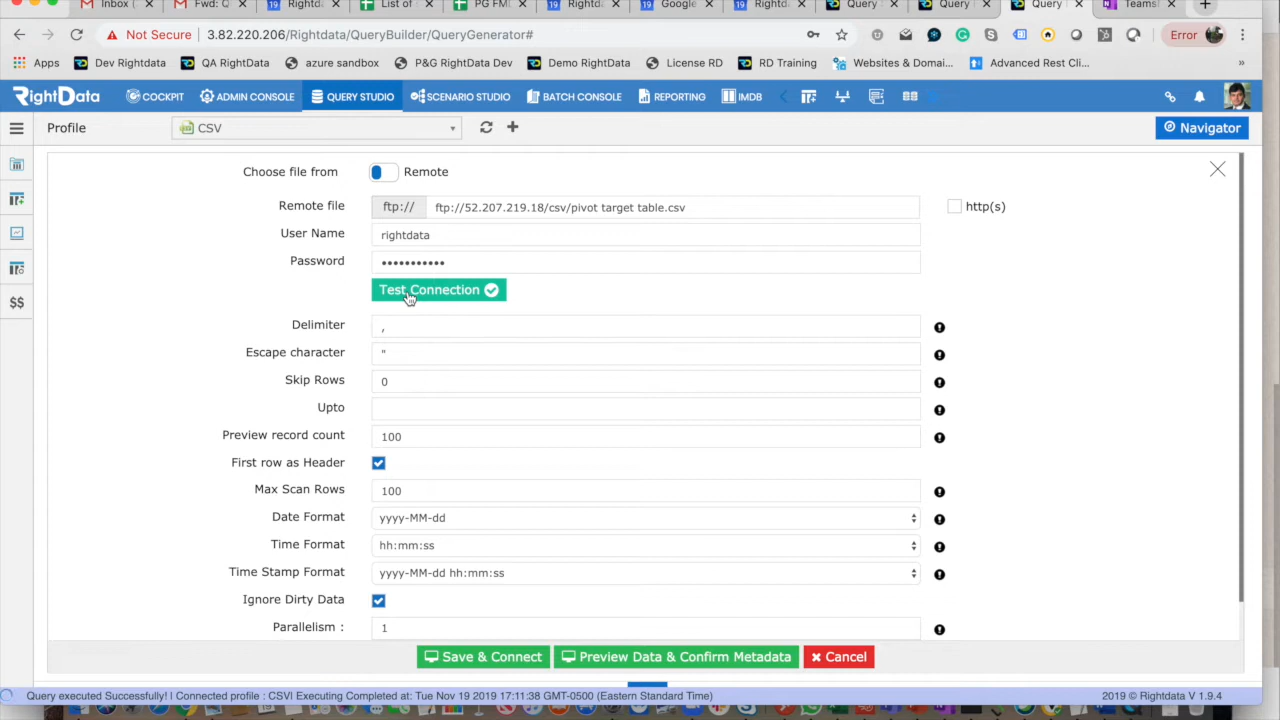 Inbox (
Fwd: Q
Rightda
List of
PG FM
Rightda
Google
Rightda
Query
Query
Query
Teams
Not Secure
3.82.220.206/Rightdata/QueryBuilder/QueryGenerator#
Error
Apps
Dev Rightdata
QA RightData
azure sandbox
P&G RightData Dev
Demo RightData
License RD
RD Training
Websites & Domai...
Advanced Rest Cli...
»
RightData
COCKPIT
ADMIN CONSOLE
QUERY STUDIO
SCENARIO STUDIO
BATCH CONSOLE
REPORTING
IMDB
Profile
CSV
Navigator
Choose file from
Remote
Remote file
ftp://
ftp://52.207.219.18/csv/pivot target table.csv
http(s)
User Name
rightdata
Password
•••••••••••
Test Connection
Delimiter
,
Escape character
"
Skip Rows
0
Upto
Preview record count
100
First row as Header
Max Scan Rows
100
Date Format
yyyy-MM-dd
Time Format
hh:mm:ss
Time Stamp Format
yyyy-MM-dd hh:mm:ss
Ignore Dirty Data
Parallelism :
1
$$
Save & Connect
Preview Data & Confirm Metadata
Cancel
Query executed Successfully! | Connected profile : CSV| Executing Completed at: Tue Nov 19 2019 17:11:38 GMT-0500 (Eastern Standard Time)
2019 © Rightdata V 1.9.4